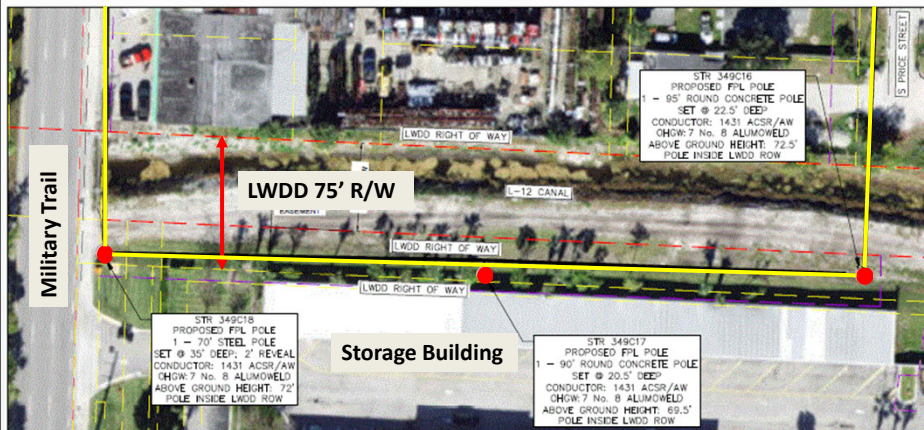 S PRICE STREET
STR 349C16
PROPOSED FPL POLE
1 - 95' ROUND CONCRETE POLE
SET @ 22.5' DEEP
CONDUCTOR: 1431 ACSR/AW
OHGW: 7 No. 8 ALUMOWELD
ABOVE GROUND HEIGHT: 72.5'
POLE INSIDE LWDD ROW
LWDD RIGHT OF WAY
LWDD 75' R/W
L-12 CANAL
EASEMENT
Military Trail
LWDD RIGHT OF WAY
LWDD RIGHT OF WAY
STR 349C18
PROPOSED FPL POLE
1 - 70' STEEL POLE
SET @ 35' DEEP; 2' REVEAL
CONDUCTOR: 1431 ACSR/AW
OHGW: 7 No. 8 ALUMOWELD
ABOVE GROUND HEIGHT: 72'
POLE INSIDE LWDD ROW
Storage Building
STR 349C17
PROPOSED FPL POLE
1 - 90' ROUND CONCRETE POLE
SET @ 20.5' DEEP
CONDUCTOR: 1431 ACSR/AW
OHGW: 7 No. 8 ALUMOWELD
ABOVE GROUND HEIGHT: 69.5'
POLE INSIDE LWDD ROW